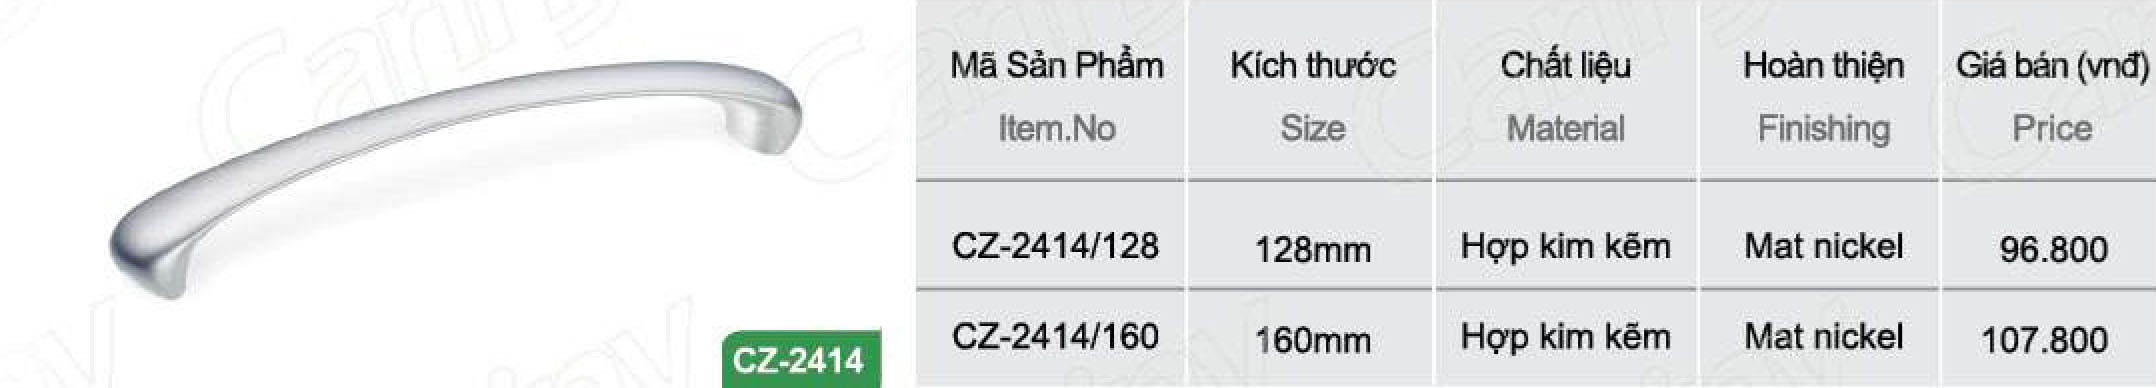 Mã Sản Phẩm Kích thước Chất liệu Hoàn thiện Giá bán (vnđ)
Item.No Size Material Finishing Price
CZ-2414/128 128mm Hợp kim kẽm Mat nickel 96.800
CZ-2414/160 160mm Hợp kim kẽm Mat nickel 107.800
CZ-2414